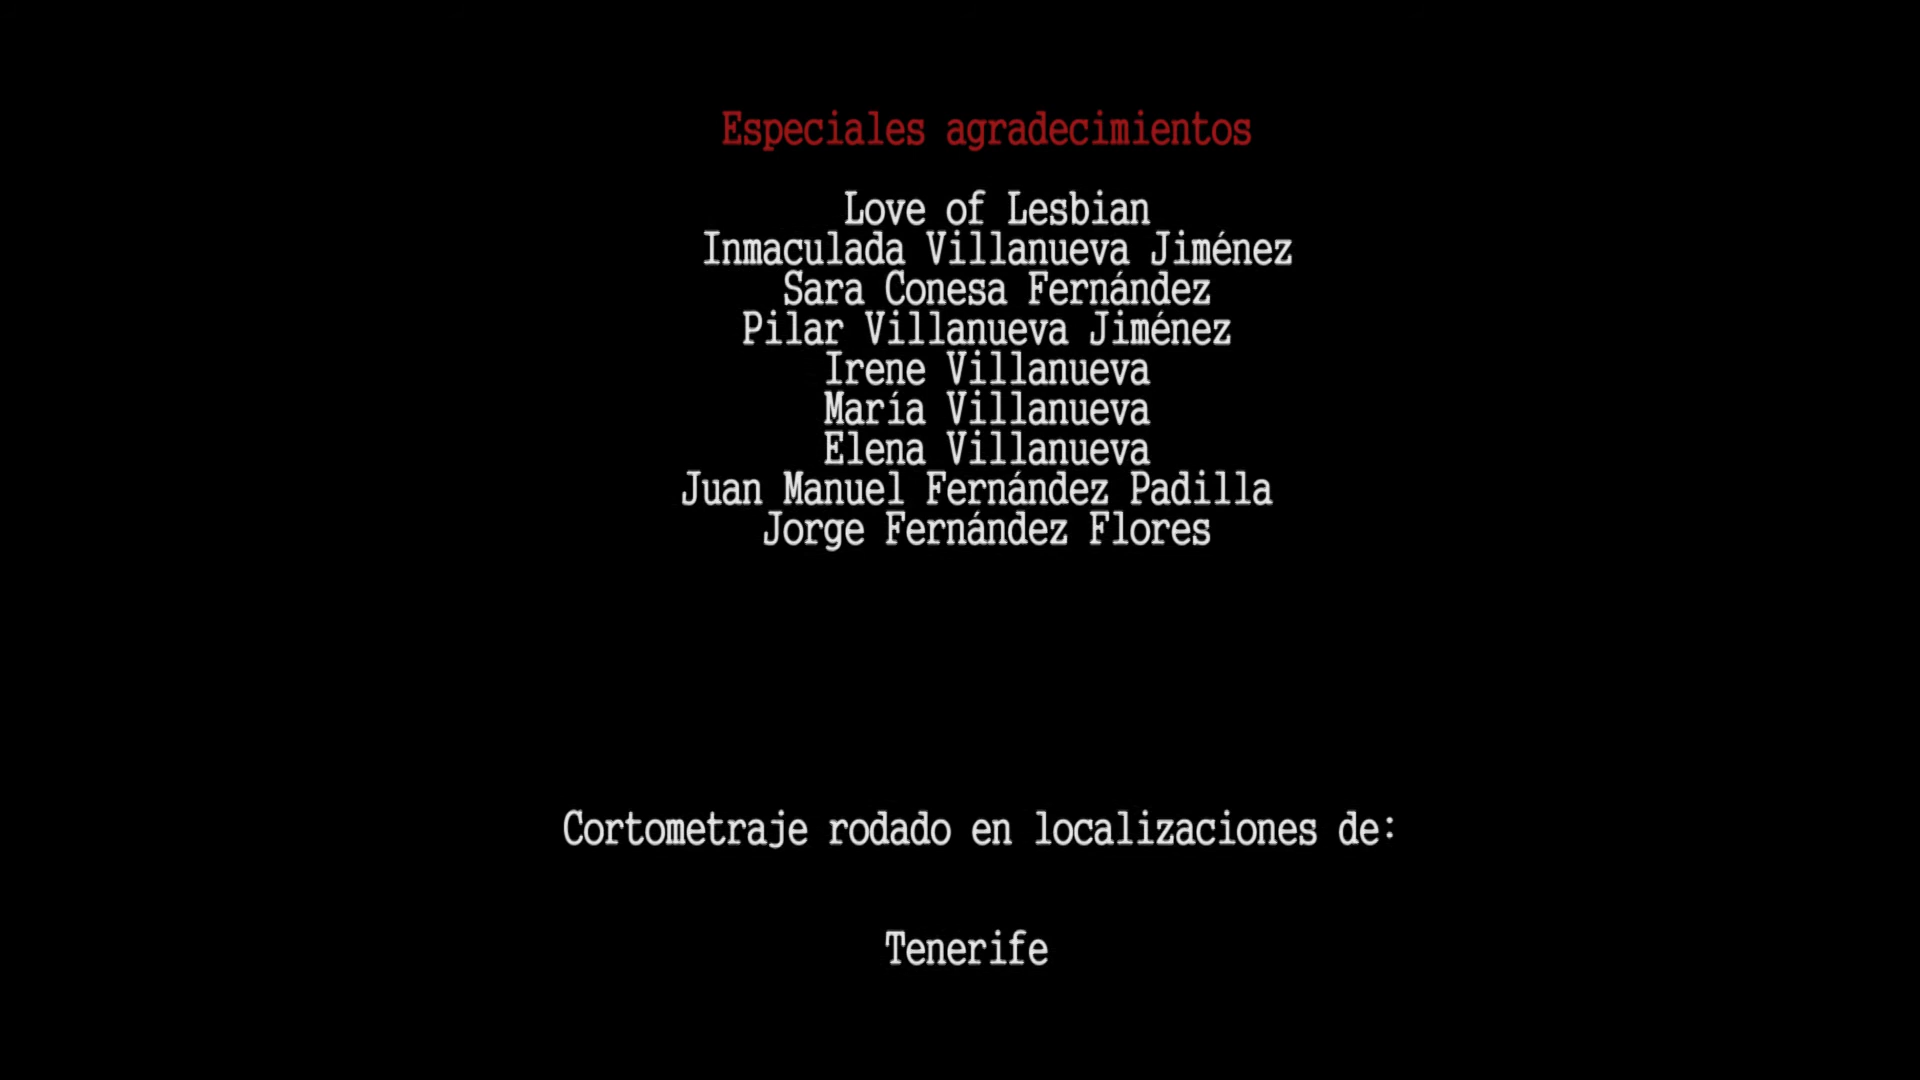 Especiales agradecimientos
Love of Lesbian
Inmaculada Villanueva Jiménez
Sara Conesa Fernández
Pilar Villanueva Jiménez
Irene Villanueva
María Villanueva
Elena Villanueva
Juan Manuel Fernández Padilla
Jorge Fernández Flores
Cortometraje rodado en localizaciones de:
Tenerife